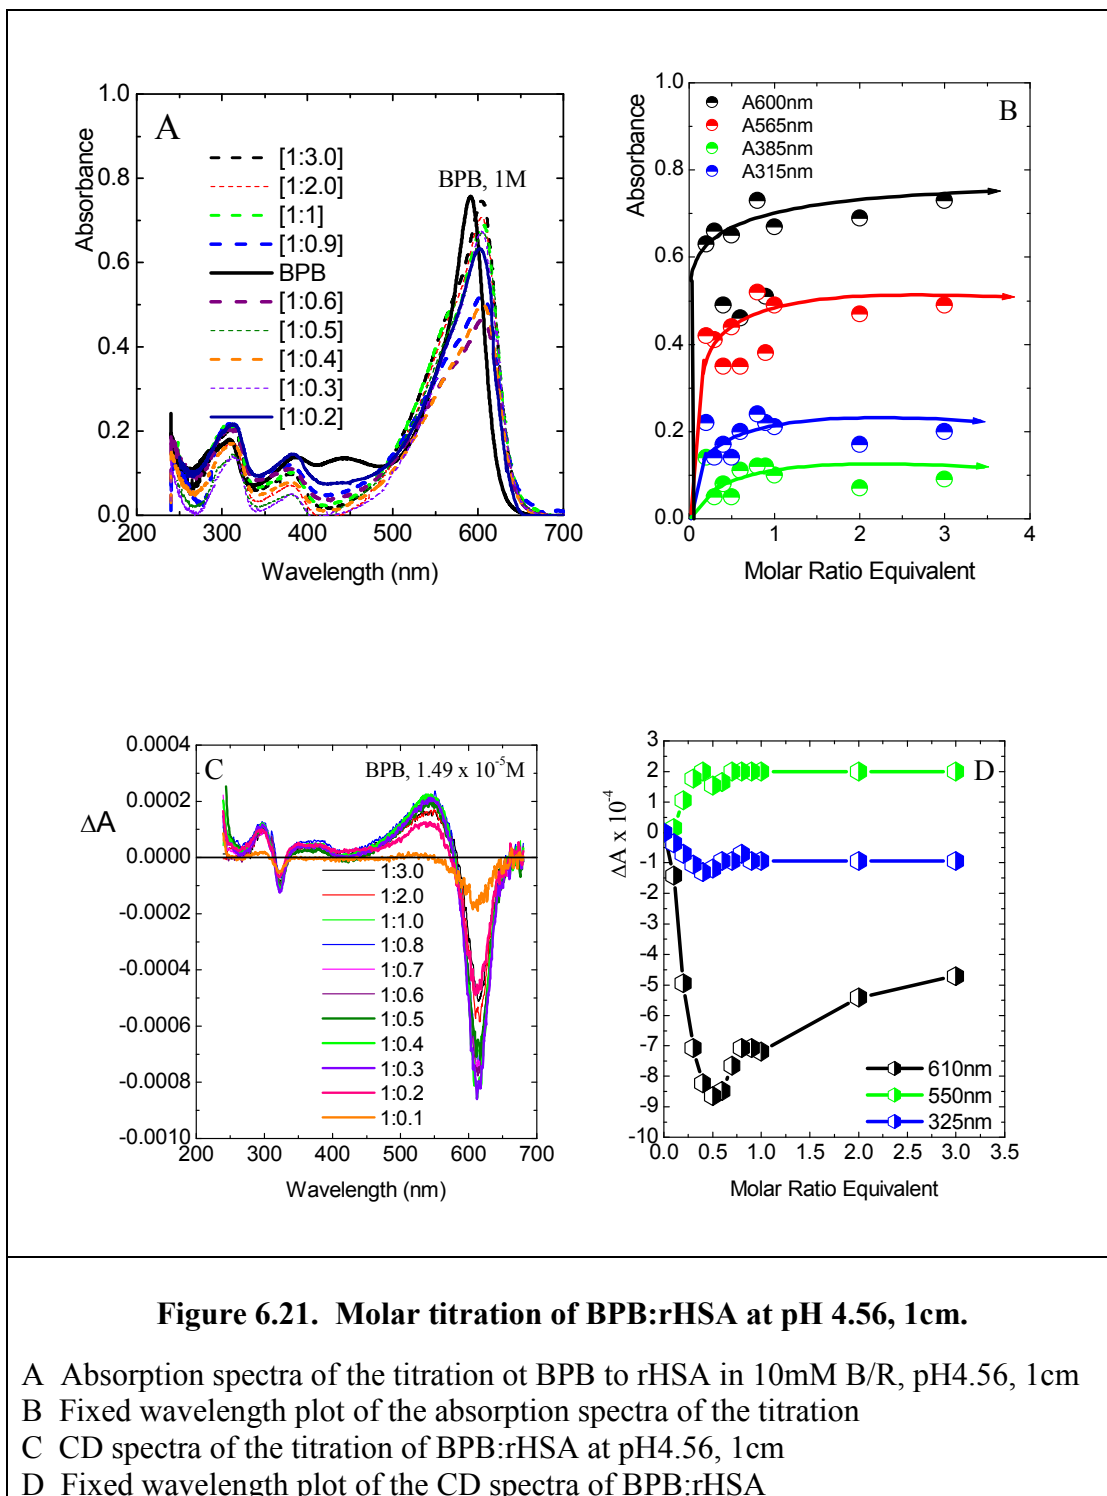 1.0
0.8
0.6
0.4
0.2
0.0
Absorbance
A
[1:3.0]
[1:2.0]
[1:1]
[1:0.9]
BPB
[1:0.6]
[1:0.5]
[1:0.4]
[1:0.3]
[1:0.2]
BPB, 1M
100 200 300 400 500 600 700
Wavelength (nm)
1.0
0.8
0.6
0.4
0.2
0.0
Absorbance
B
A600nm
A565nm
A385nm
A315nm
0 1 2 3 4
Molar Ratio Equivalent
0.0004
0.0002
0.0000
-0.0002
-0.0004
-0.0006
-0.0008
-0.0010
ΔA
C
BPB, 1.49 x 10-5M
1:3.0
1:2.0
1:1.0
1:0.8
1:0.7
1:0.6
1:0.5
1:0.4
1:0.3
1:0.2
1:0.1
200 300 400 500 600 700
Wavelength (nm)
3
2
1
0
-1
-2
-3
-4
-5
-6
-7
-8
-9
-10
ΔA x 10-4
D
610nm
550nm
325nm
0.0 0.5 1.0 1.5 2.0 2.5 3.0 3.5
Molar Ratio Equivalent
Figure 6.21. Molar titration of BPB:rHSA at pH 4.56, 1cm.
A Absorption spectra of the titration ot BPB to rHSA in 10mM B/R, pH4.56, 1cm
B Fixed wavelength plot of the absorption spectra of the titration
C CD spectra of the titration of BPB:rHSA at pH4.56, 1cm
D Fixed wavelength plot of the CD spectra of BPB:rHSA